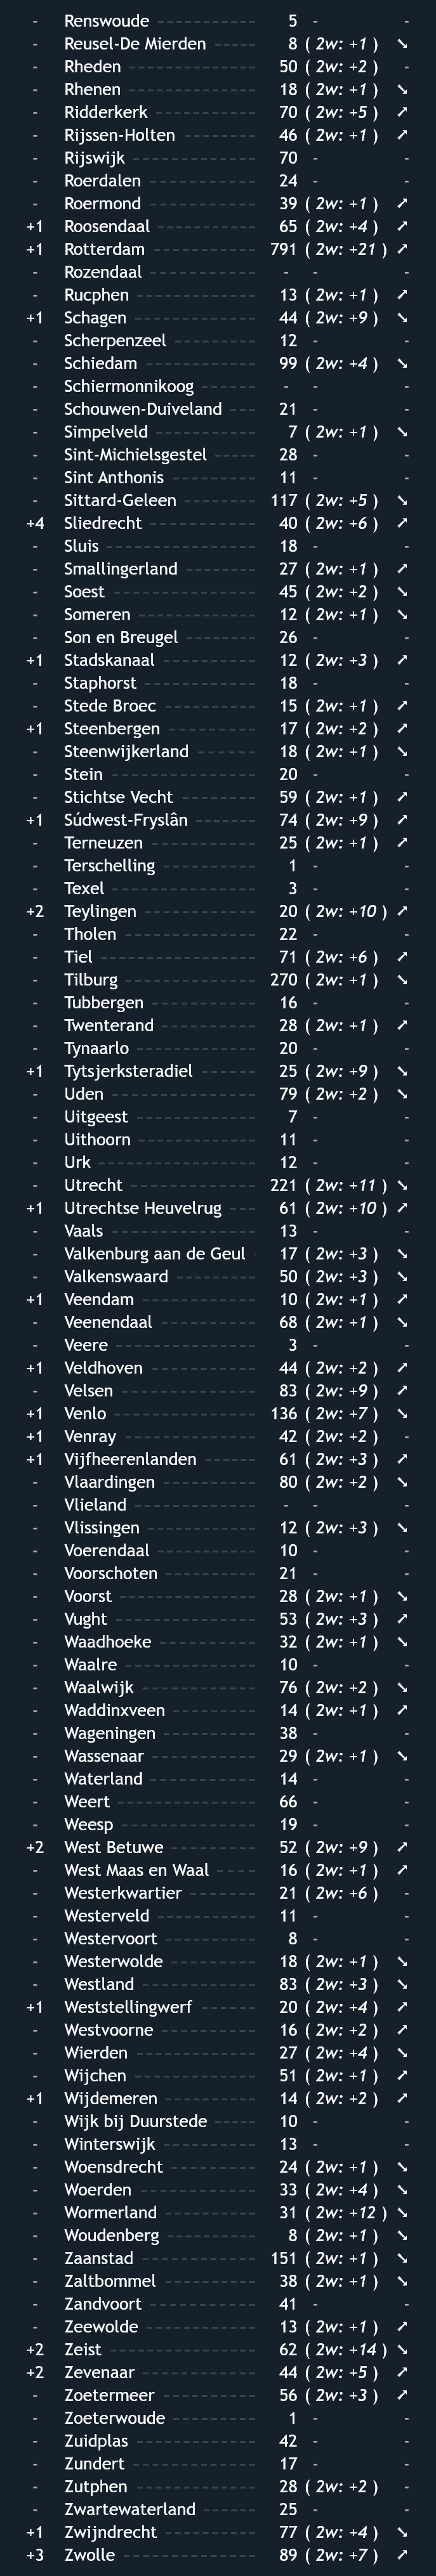 - Renswoude 5 - -
- Reusel-De Mierden 8 ( 2w: +1 ) ↘
- Rheden 50 ( 2w: +2 ) -
- Rhenen 18 ( 2w: +1 ) ↘
- Ridderkerk 70 ( 2w: +5 ) ↗
- Rijssen-Holten 46 ( 2w: +1 ) ↗
- Rijswijk 70 - -
- Roerdalen 24 - -
- Roermond 39 ( 2w: +1 ) ↗
+1 Roosendaal 65 ( 2w: +4 ) ↗
+1 Rotterdam 791 ( 2w: +21 ) ↗
- Rozendaal - - -
- Rucphen 13 ( 2w: +1 ) ↗
+1 Schagen 44 ( 2w: +9 ) ↘
- Scherpenzeel 12 - -
- Schiedam 99 ( 2w: +4 ) ↘
- Schiermonnikoog - - -
- Schouwen-Duiveland 21 - -
- Simpelveld 7 ( 2w: +1 ) ↘
- Sint-Michielsgestel 28 - -
- Sint Anthonis 11 - -
- Sittard-Geleen 117 ( 2w: +5 ) ↘
+4 Sliedrecht 40 ( 2w: +6 ) ↗
- Sluis 18 - -
- Smallingerland 27 ( 2w: +1 ) ↗
- Soest 45 ( 2w: +2 ) ↘
- Someren 12 ( 2w: +1 ) ↘
- Son en Breugel 26 - -
+1 Stadskanaal 12 ( 2w: +3 ) ↗
- Staphorst 18 - -
- Stede Broec 15 ( 2w: +1 ) ↗
+1 Steenbergen 17 ( 2w: +2 ) ↗
- Steenwijkerland 18 ( 2w: +1 ) ↘
- Stein 20 - -
- Stichtse Vecht 59 ( 2w: +1 ) ↗
+1 Súdwest-Fryslân 74 ( 2w: +9 ) ↗
- Terneuzen 25 ( 2w: +1 ) ↗
- Terschelling 1 - -
- Texel 3 - -
+2 Teylingen 20 ( 2w: +10 ) ↗
- Tholen 22 - -
- Tiel 71 ( 2w: +6 ) ↗
- Tilburg 270 ( 2w: +1 ) ↘
- Tubbergen 16 - -
- Twenterand 28 ( 2w: +1 ) ↗
- Tynaarlo 20 - -
+1 Tytsjerksteradiel 25 ( 2w: +9 ) ↘
- Uden 79 ( 2w: +2 ) ↘
- Uitgeest 7 - -
- Uithoorn 11 - -
- Urk 12 - -
- Utrecht 221 ( 2w: +11 ) ↘
+1 Utrechtse Heuvelrug 61 ( 2w: +10 ) ↗
- Vaals 13 - -
- Valkenburg aan de Geul 17 ( 2w: +3 ) ↘
- Valkenswaard 50 ( 2w: +3 ) ↘
+1 Veendam 10 ( 2w: +1 ) ↗
- Veenendaal 68 ( 2w: +1 ) ↘
- Veere 3 - -
+1 Veldhoven 44 ( 2w: +2 ) ↗
- Velsen 83 ( 2w: +9 ) ↗
+1 Venlo 136 ( 2w: +7 ) ↘
+1 Venray 42 ( 2w: +2 ) -
+1 Vijfheerenlanden 61 ( 2w: +3 ) ↗
- Vlaardingen 80 ( 2w: +2 ) ↘
- Vlieland - - -
- Vlissingen 12 ( 2w: +3 ) ↘
- Voerendaal 10 - -
- Voorschoten 21 - -
- Voorst 28 ( 2w: +1 ) ↘
- Vught 53 ( 2w: +3 ) ↗
- Waadhoeke 32 ( 2w: +1 ) ↘
- Waalre 10 - -
- Waalwijk 76 ( 2w: +2 ) ↘
- Waddinxveen 14 ( 2w: +1 ) ↗
- Wageningen 38 - -
- Wassenaar 29 ( 2w: +1 ) ↘
- Waterland 14 - -
- Weert 66 - -
- Weesp 19 - -
+2 West Betuwe 52 ( 2w: +9 ) ↗
- West Maas en Waal 16 ( 2w: +1 ) ↗
- Westerkwartier 21 ( 2w: +6 ) -
- Westerveld 11 - -
- Westervoort 8 - -
- Westerwolde 18 ( 2w: +1 ) ↘
- Westland 83 ( 2w: +3 ) ↘
+1 Weststellingwerf 20 ( 2w: +4 ) ↗
- Westvoorne 16 ( 2w: +2 ) ↗
- Wierden 27 ( 2w: +4 ) ↘
- Wijchen 51 ( 2w: +1 ) ↗
+1 Wijdemeren 14 ( 2w: +2 ) ↗
- Wijk bij Duurstede 10 - -
- Winterswijk 13 - -
- Woensdrecht 24 ( 2w: +1 ) ↘
- Woerden 33 ( 2w: +4 ) ↘
- Wormerland 31 ( 2w: +12 ) ↘
- Woudenberg 8 ( 2w: +1 ) ↘
- Zaanstad 151 ( 2w: +1 ) ↘
- Zaltbommel 38 ( 2w: +1 ) ↘
- Zandvoort 41 - -
- Zeewolde 13 ( 2w: +1 ) ↗
+2 Zeist 62 ( 2w: +14 ) ↘
+2 Zevenaar 44 ( 2w: +5 ) ↗
- Zoetermeer 56 ( 2w: +3 ) ↗
- Zoeterwoude 1 - -
- Zuidplas 42 - -
- Zundert 17 - -
- Zutphen 28 ( 2w: +2 ) -
- Zwartewaterland 25 - -
+1 Zwijndrecht 77 ( 2w: +4 ) ↘
+3 Zwolle 89 ( 2w: +7 ) ↗